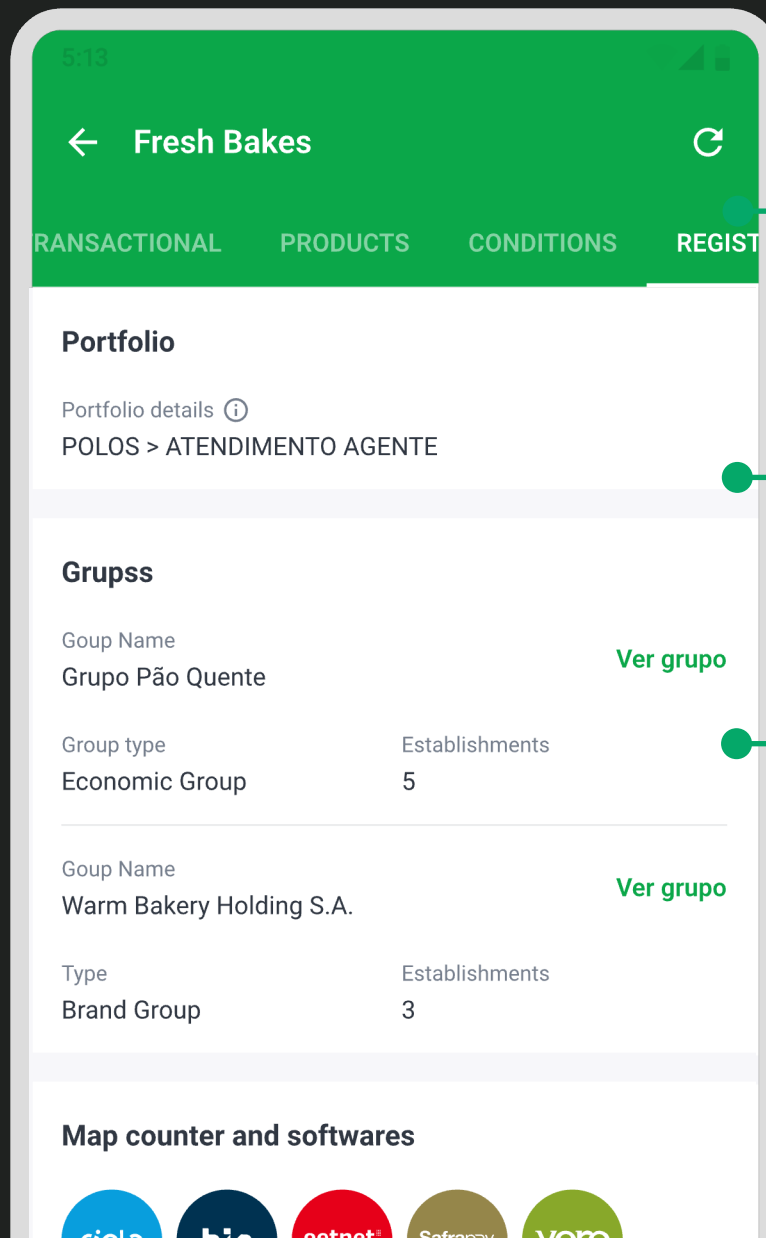 5:13
Fresh Bakes
RANSACTIONAL PRODUCTS CONDITIONS REGIST
Portfolio
Portfolio details
POLOS > ATENDIMENTO AGENTE
Grupss
Goup Name
Grupo Pão Quente
Ver grupo
Group type Establishments
Economic Group 5
Goup Name
Warm Bakery Holding S.A.
Ver grupo
Type Establishments
Brand Group 3
Map counter and softwares